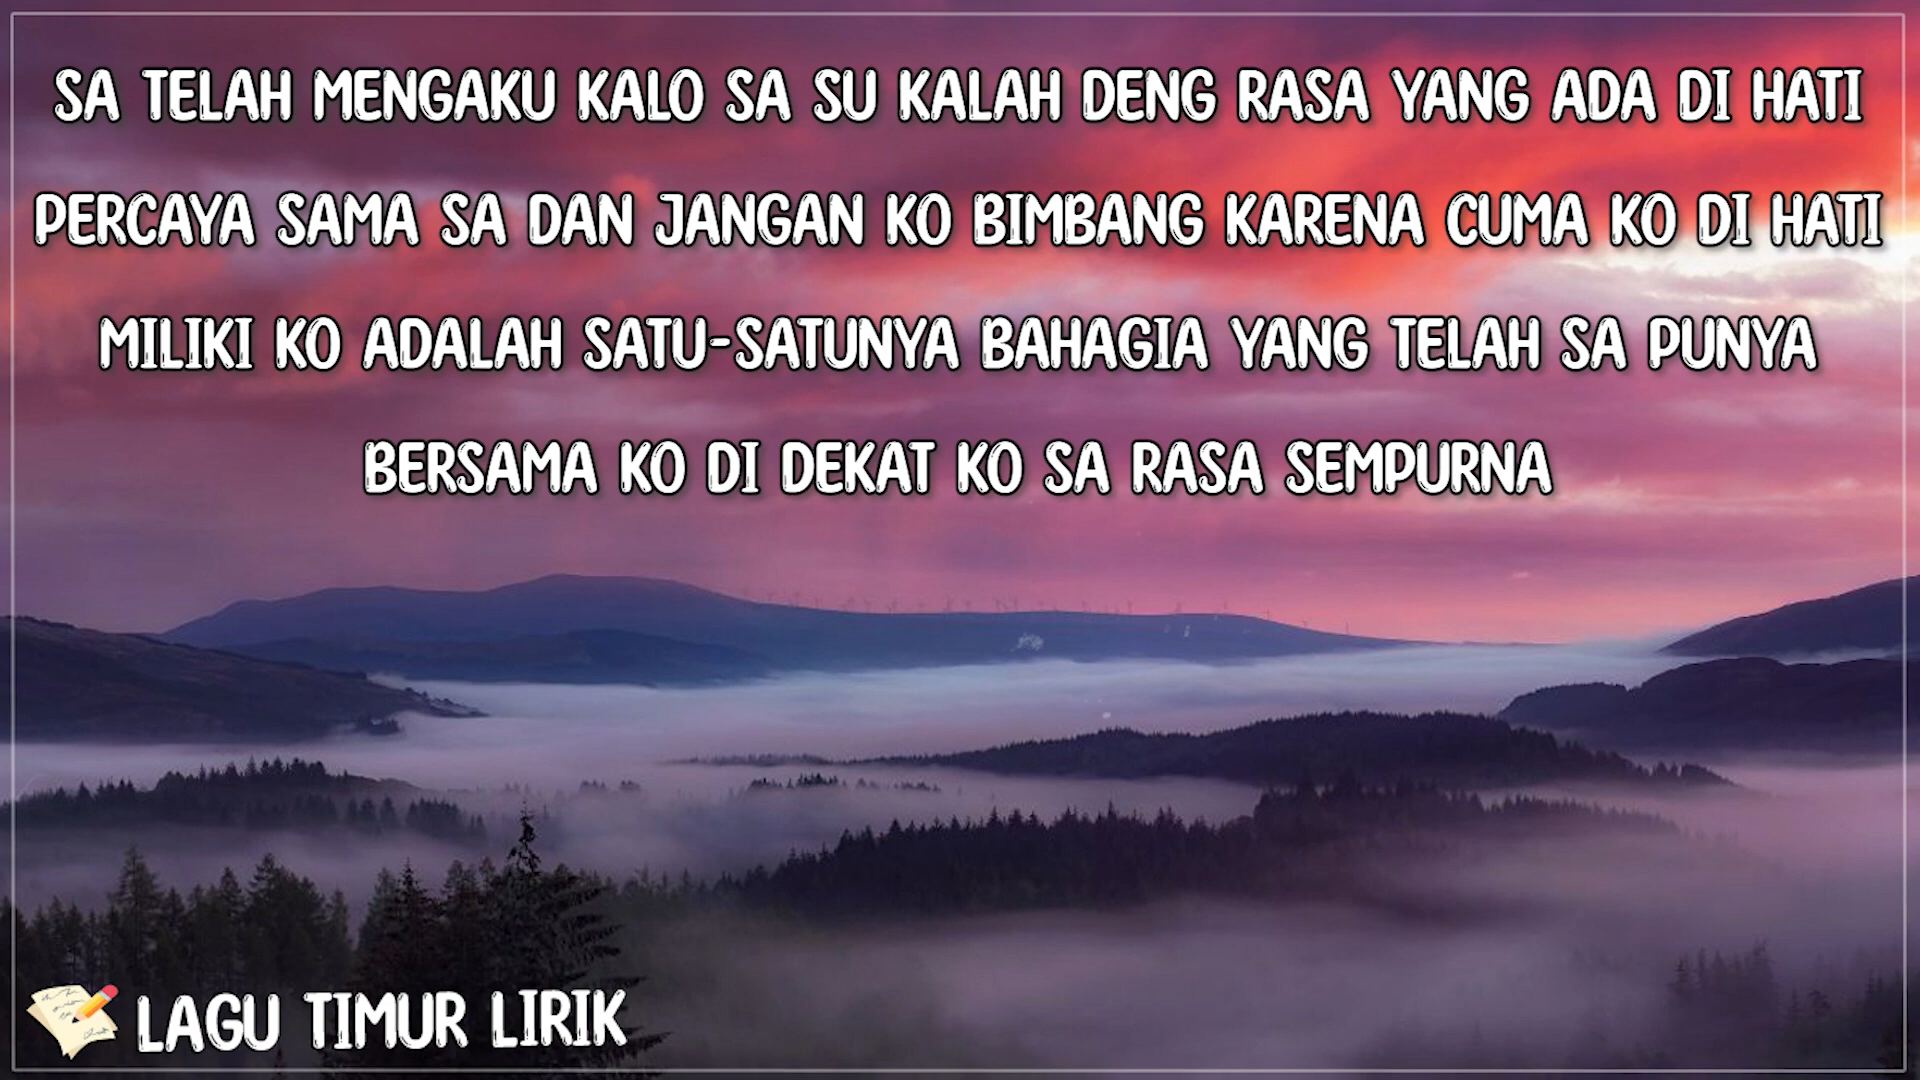 SA TELAH MENGAKU KALO SA SU KALAH DENG RASA YANG ADA DI HATI
PERCAYA SAMA SA DAN JANGAN KO BIMBANG KARENA CUMA KO DI HATI
MILIKI KO ADALAH SATU-SATUNYA BAHAGIA YANG TELAH SA PUNYA
BERSAMA KO DI DEKAT KO SA RASA SEMPURNA
LAGU TIMUR LIRIK